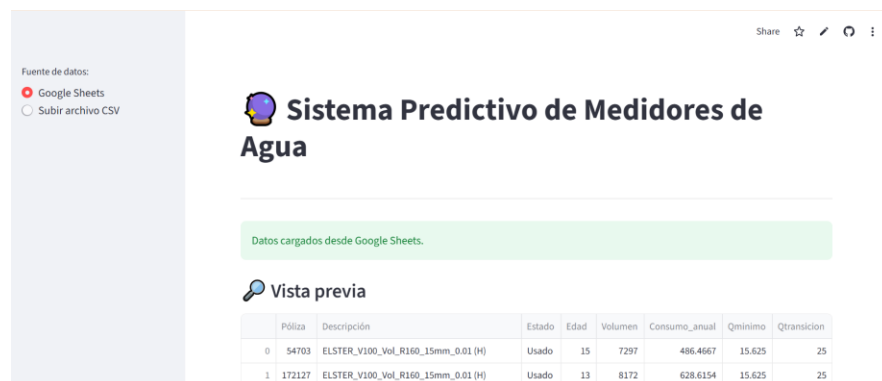 Share
Fuente de datos:
Google Sheets
Subir archivo CSV
Sistema Predictivo de Medidores de
Agua
Datos cargados desde Google Sheets.
Vista previa
Póliza Descripción Estado Edad Volumen Consumo_anual Qminimo Qtransicion
0 54703 ELSTER_V100_Vol_R160_15mm_0.01 (H) Usado 15 7297 486.4667 15.625 25
1 172127 ELSTER_V100_Vol_R160_15mm_0.01 (H) Usado 13 8172 628.6154 15.625 25